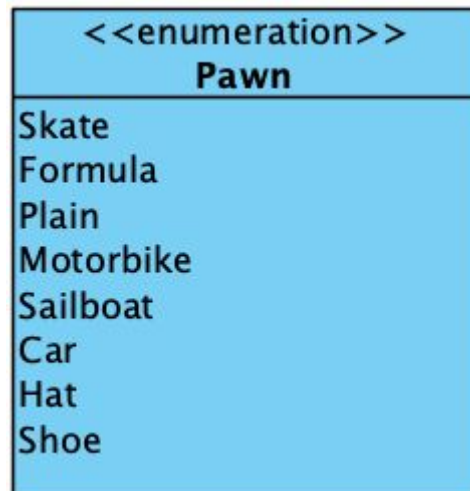 <<enumeration>>
Pawn
Skate
Formula
Plain
Motorbike
Sailboat
Car
Hat
Shoe